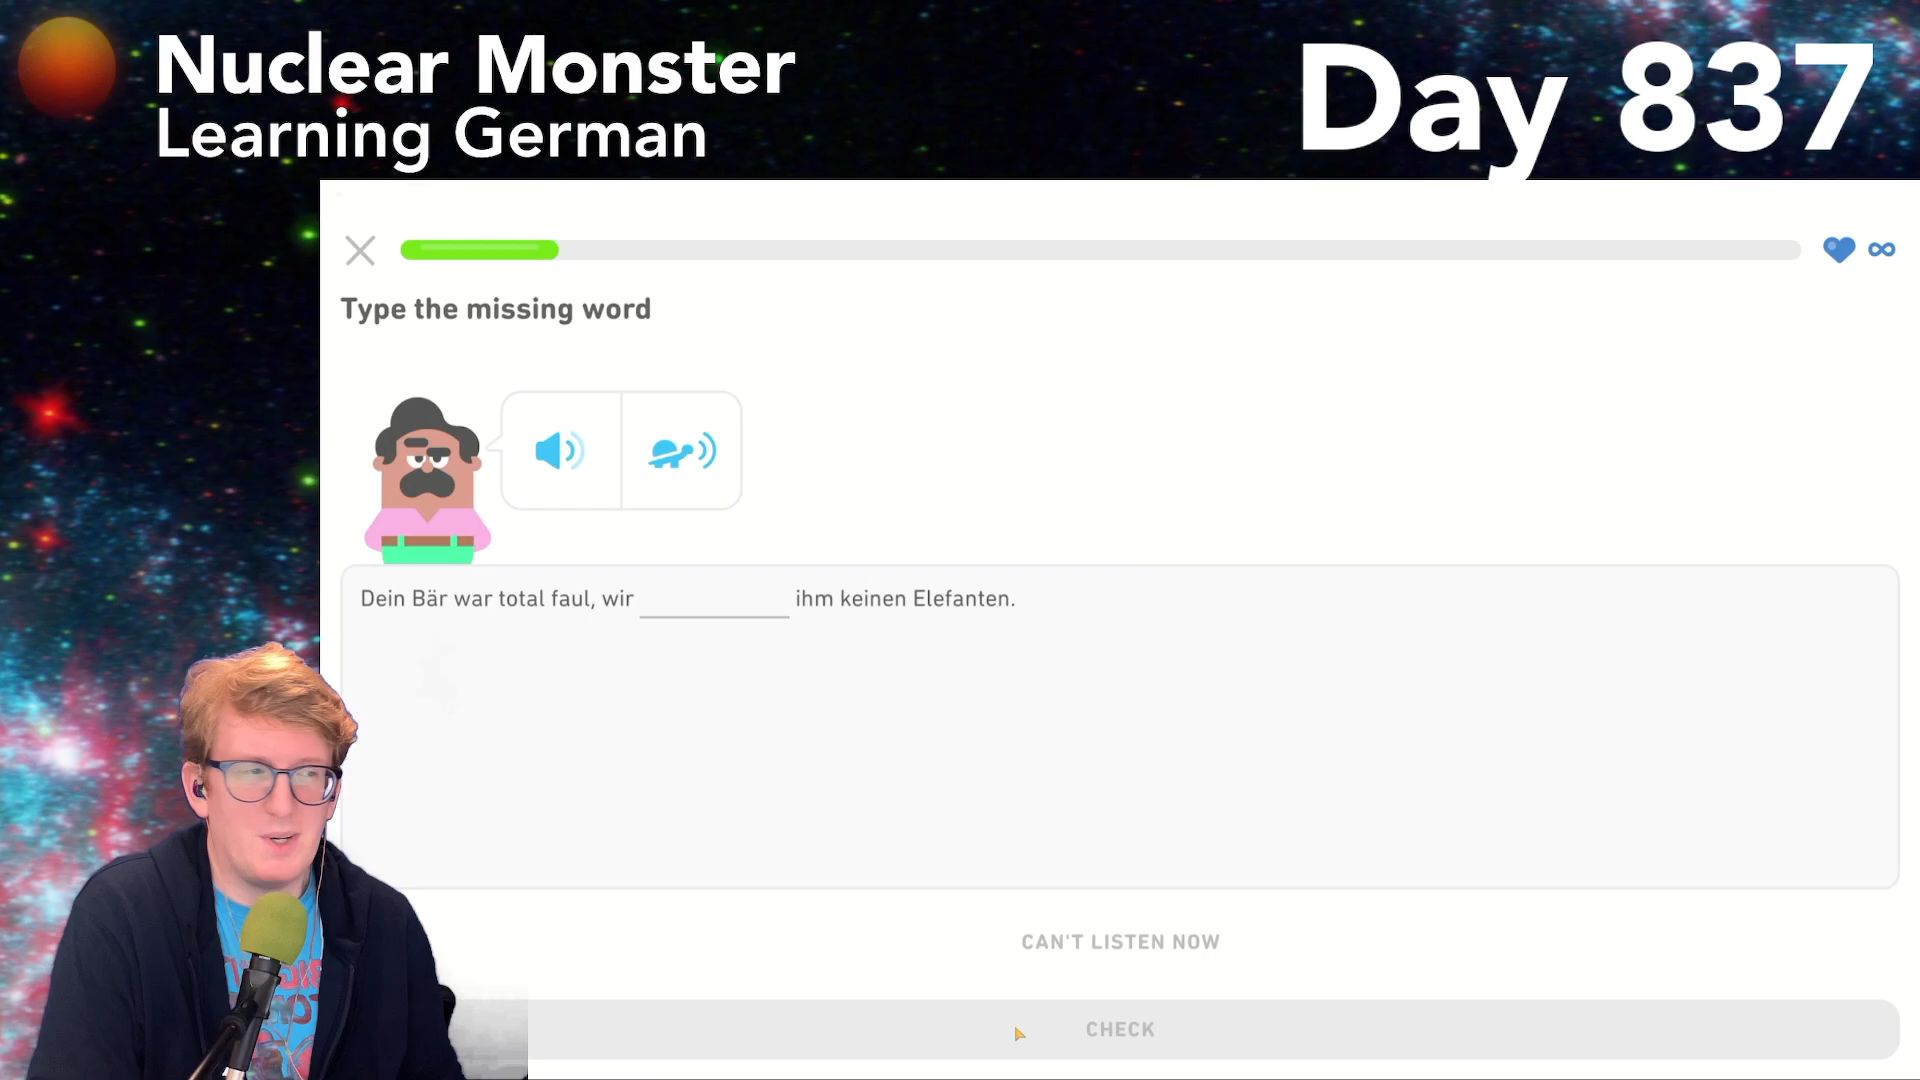 Nuclear Monster
Learning German
Day 837
Type the missing word
Dein Bär war total faul, wir __________ ihm keinen Elefanten.
CAN'T LISTEN NOW
CHECK